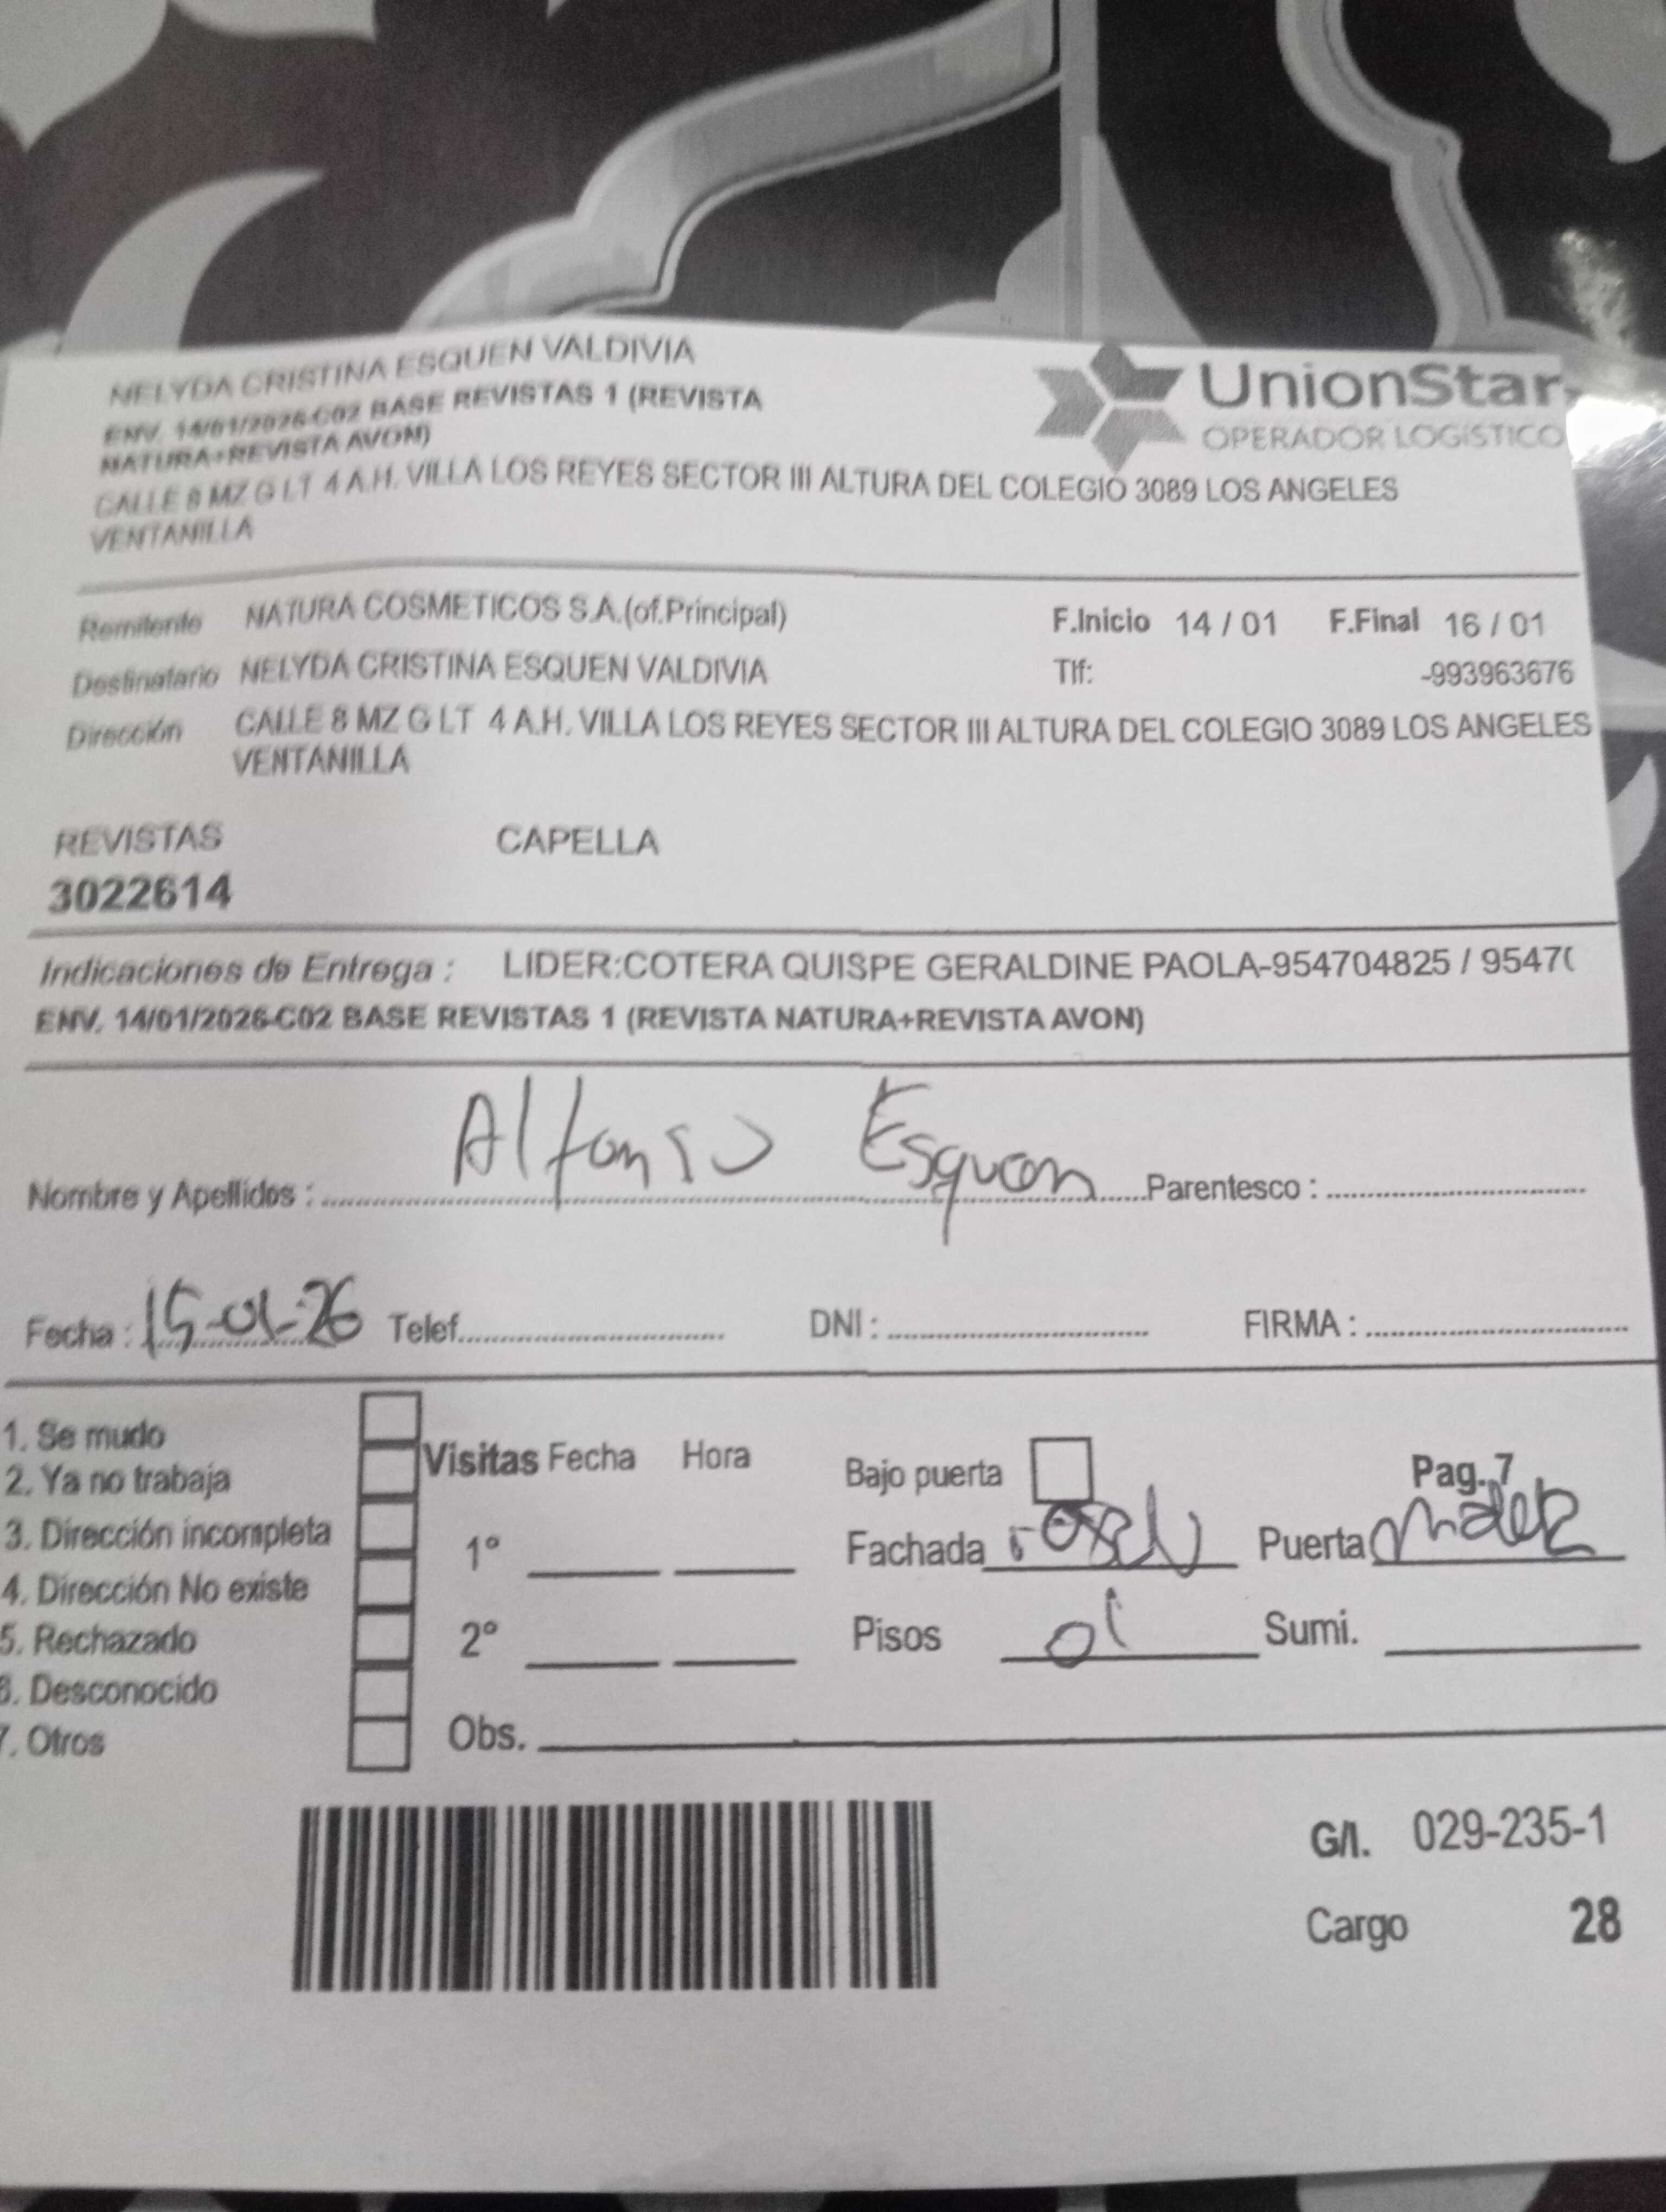 NELYDA CRISTINA ESQUEN VALDIVIA
ENV. 14/01/2026-C02 BASE REVISTAS 1 (REVISTA
NATURA+REVISTA AVON)
CALLE 8 MZ G LT 4 A.H. VILLA LOS REYES SECTOR III ALTURA DEL COLEGIO 3089 LOS ANGELES
VENTANILLA
UnionStar
OPERADOR LOGÍSTICO
Remitente NATURA COSMETICOS S.A.(of.Principal) F.Inicio 14 / 01 F.Final 16 / 01
Destinatario NELYDA CRISTINA ESQUEN VALDIVIA Tlf: -993963676
Dirección CALLE 8 MZ G LT 4 A.H. VILLA LOS REYES SECTOR III ALTURA DEL COLEGIO 3089 LOS ANGELES
VENTANILLA
REVISTAS CAPELLA
3022614
Indicaciones de Entrega : LIDER:COTERA QUISPE GERALDINE PAOLA-954704825 / 9547(
ENV. 14/01/2026-C02 BASE REVISTAS 1 (REVISTA NATURA+REVISTA AVON)
Nombre y Apellidos : Alfonso Esquen Parentesco :
Fecha : 15-01-26 Telef. DNI : FIRMA :
1. Se mudo
2. Ya no trabaja
3. Dirección incompleta
4. Dirección No existe
5. Rechazado
6. Desconocido
7. Otros
Visitas Fecha Hora
1°
2°
Obs.
Bajo puerta Pag. 7
Fachada Puerta
Pisos 01 Sumi.
G/I. 029-235-1
Cargo 28